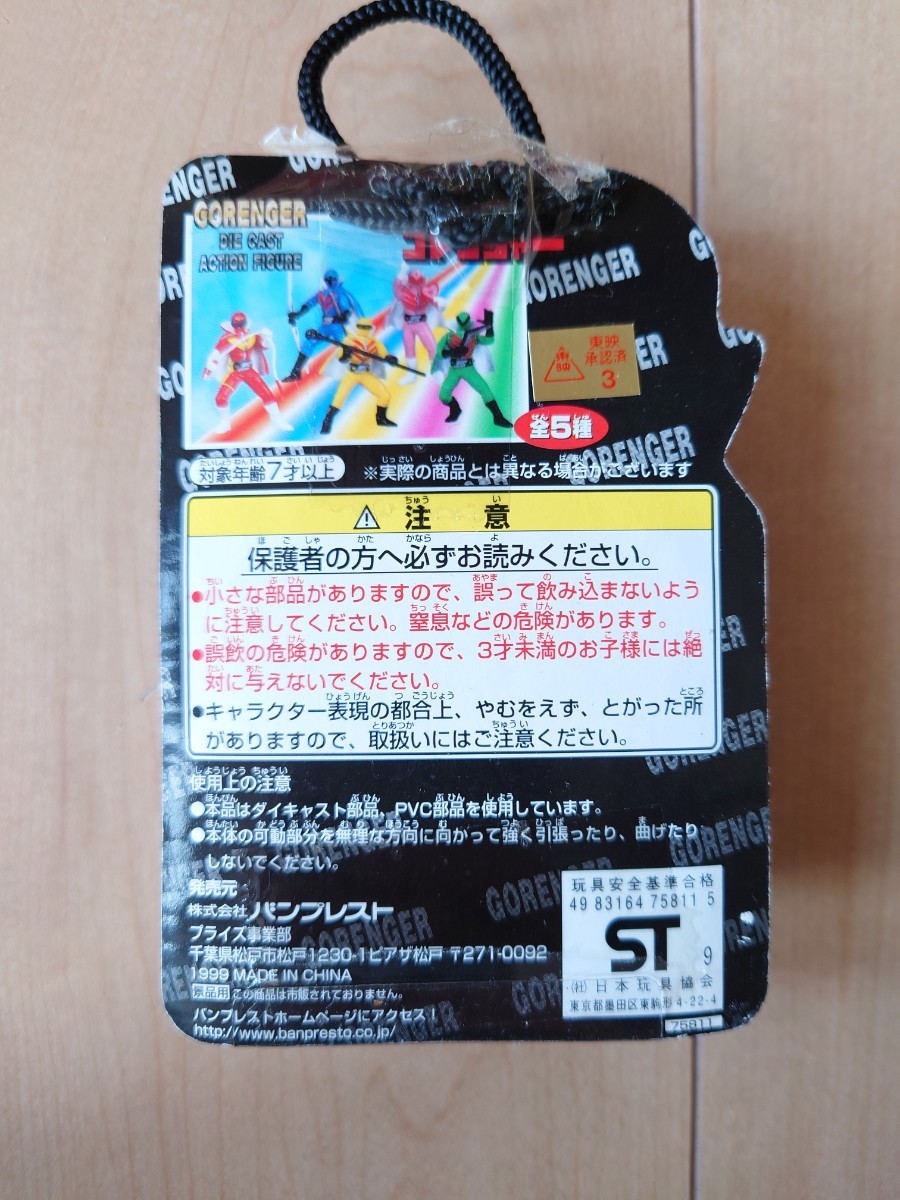 GORENGER
DIE CAST
ACTION FIGURE
ゴレンジャー
GORENGER
東映
承認済
3
全5種
対象年齢7才以上
※実際の商品とは異なる場合がございます
⚠ 注意
保護者の方へ必ずお読みください。
●小さな部品がありますので、誤って飲み込まないよう
に注意してください。窒息などの危険があります。
●誤飲の危険がありますので、3才未満のお子様には絶
対に与えないでください。
●キャラクター表現の都合上、やむをえず、とがった所
がありますので、取扱いにはご注意ください。
使用上の注意
●本品はダイキャスト部品、PVC部品を使用しています。
●本体の可動部分を無理な方向に向かって強く引張ったり、曲げたり
しないでください。
発売元
株式会社バンプレスト
プライズ事業部
千葉県松戸市松戸1230-1ピアザ松戸 〒271-0092
1999 MADE IN CHINA
景品用 この商品は市販されておりません。
バンプレストホームページにアクセス!
http://www.banpresto.co.jp/
玩具安全基準合格
49 83164 75811 5
ST 9
(社)日本玩具協会
東京都墨田区東駒形4-22-4
75811